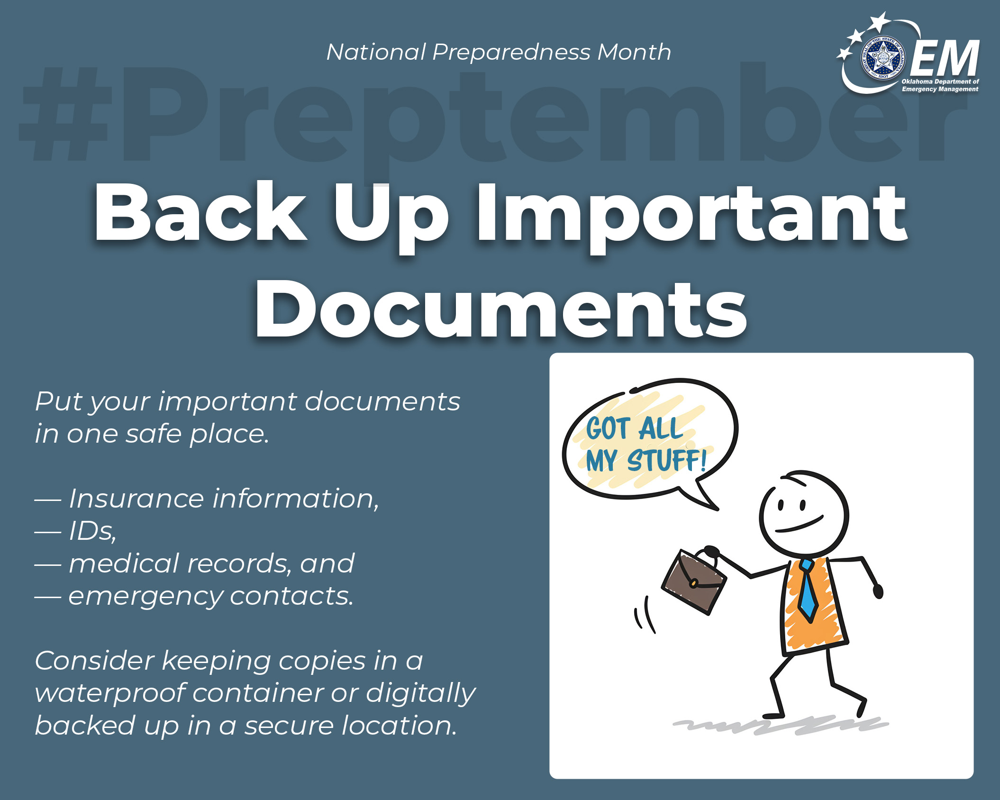 National Preparedness Month
#Preptember
OEM
GREAT SEAL OF THE STATE OF OKLAHOMA
1907
Oklahoma Department of
Emergency Management
Back Up Important
Documents
Put your important documents
in one safe place.
— Insurance information,
— IDs,
— medical records, and
— emergency contacts.
Consider keeping copies in a
waterproof container or digitally
backed up in a secure location.
GOT ALL
MY STUFF!